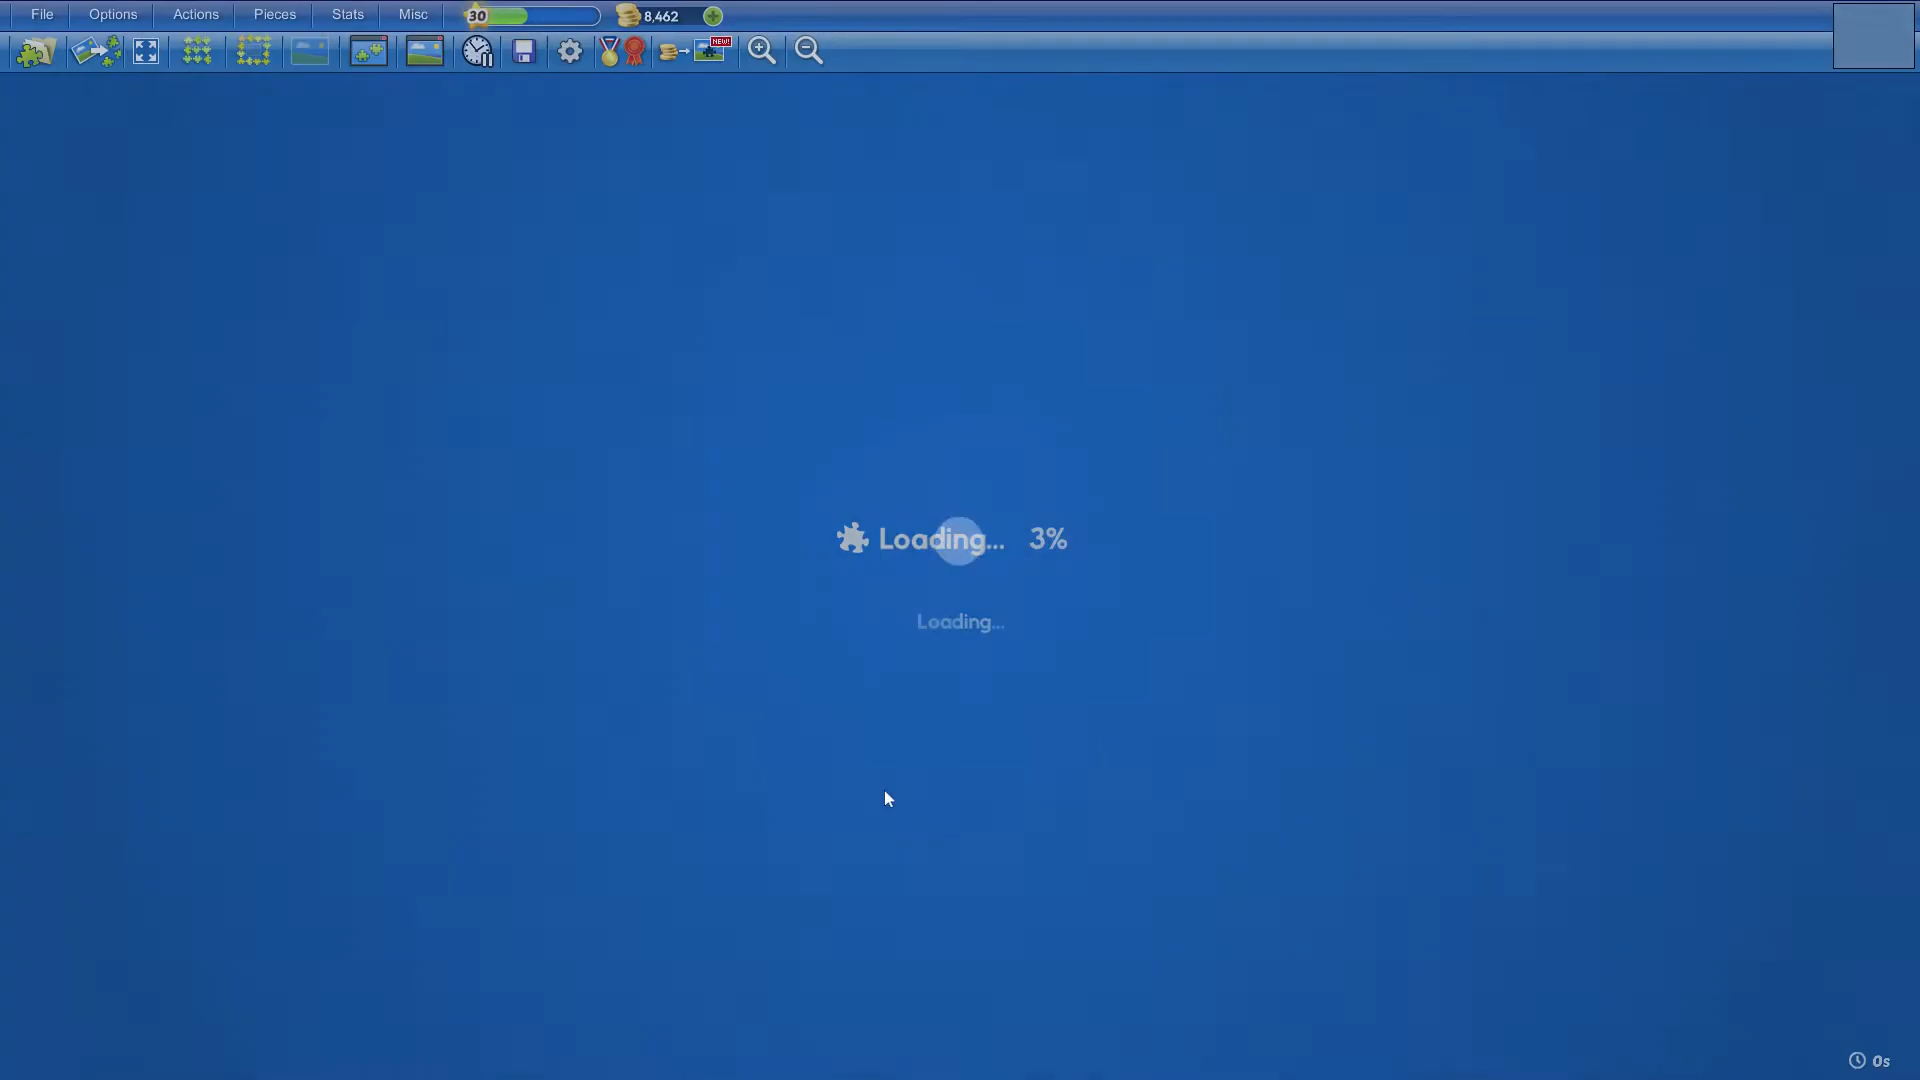 File Options Actions Pieces Stats Misc 30 8,462
NEW!
Loading... 3%
Loading...
0s